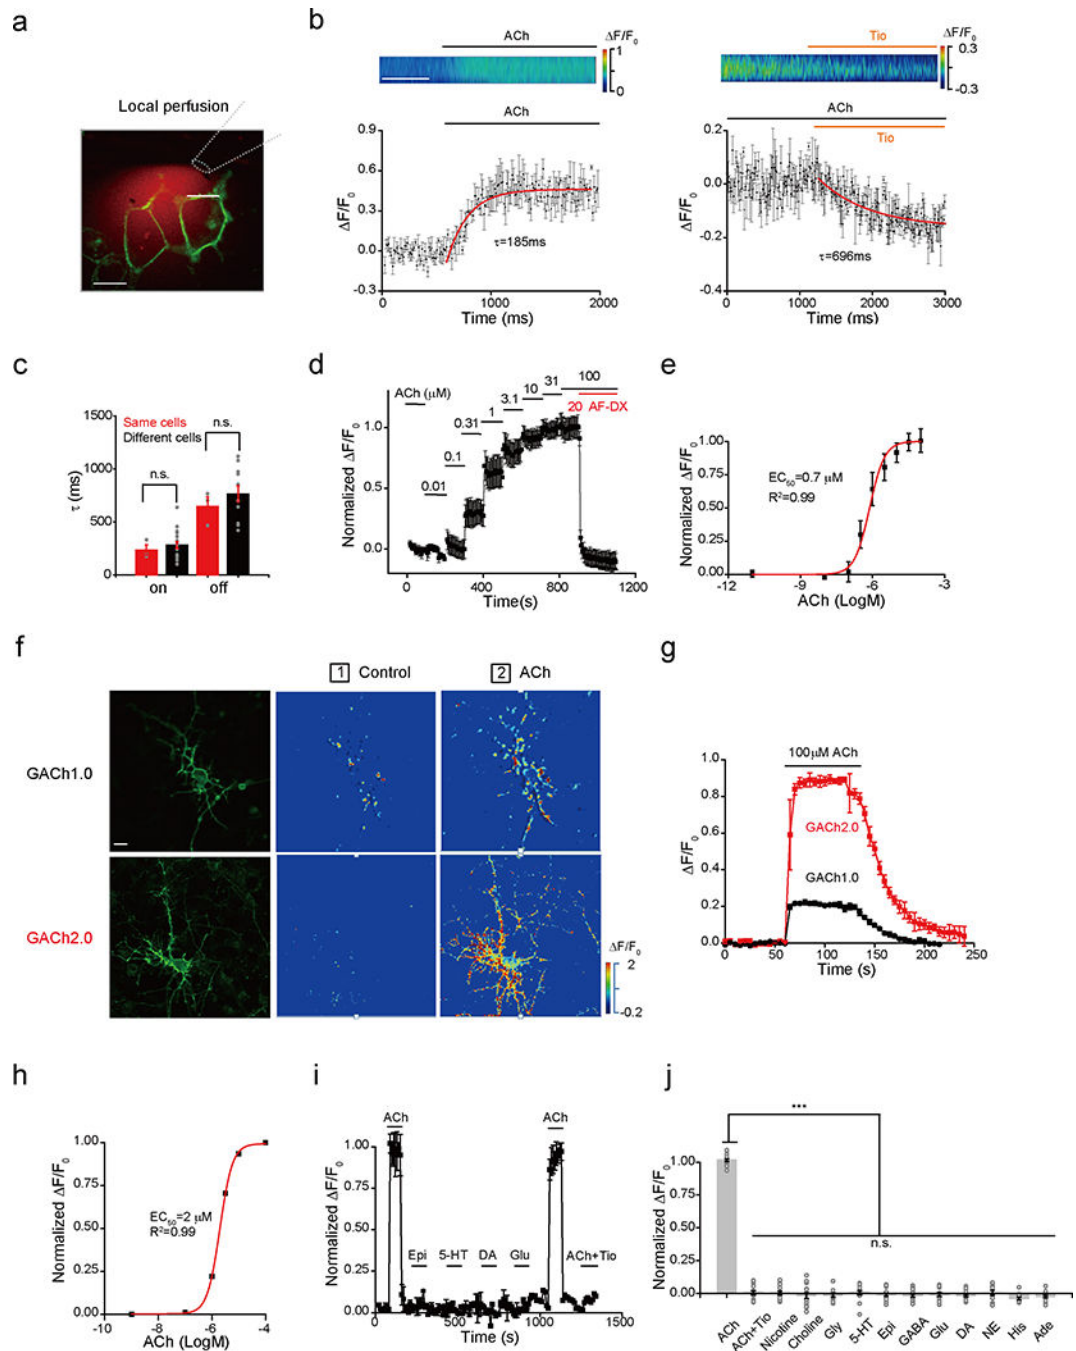 a
Local perfusion
b
ACh
ΔF/F₀
1
0
Tio
ΔF/F₀
0.3
-0.3
ACh
0.9
0.6
0.3
0.0
-0.3
ΔF/F₀
τ=185ms
0 1000 2000
Time (ms)
ACh
Tio
0.2
0.0
-0.2
-0.4
ΔF/F₀
τ=696ms
0 1000 2000 3000
Time (ms)
c
1500
1000
500
0
τ (ms)
Same cells
Different cells
n.s.
n.s.
on off
d
ACh (μM)
0.01
0.1
0.31
1
3.1
10
31
100
20 AF-DX
1.0
0.5
0.0
Normalized ΔF/F₀
0 400 800 1200
Time(s)
e
1.00
0.75
0.50
0.25
0.00
Normalized ΔF/F₀
EC₅₀=0.7 μM
R²=0.99
-12 -9 -6 -3
ACh (LogM)
f
1 Control
2 ACh
GACh1.0
GACh2.0
ΔF/F₀
2
-0.2
g
100μM ACh
1.0
0.8
0.6
0.4
0.2
0.0
ΔF/F₀
GACh2.0
GACh1.0
0 50 100 150 200 250
Time (s)
h
1.00
0.75
0.50
0.25
0.00
Normalized ΔF/F₀
EC₅₀=2 μM
R²=0.99
-10 -8 -6 -4
ACh (LogM)
i
ACh
ACh
1.00
0.75
0.50
0.25
0.00
Normalized ΔF/F₀
Epi 5-HT DA Glu
ACh+Tio
0 500 1000 1500
Time (s)
j
***
n.s.
1.00
0.75
0.50
0.25
0.00
Normalized ΔF/F₀
ACh
ACh+Tio
Nicotine
Choline
Gly
5-HT
Epi
GABA
Glu
DA
NE
His
Ade